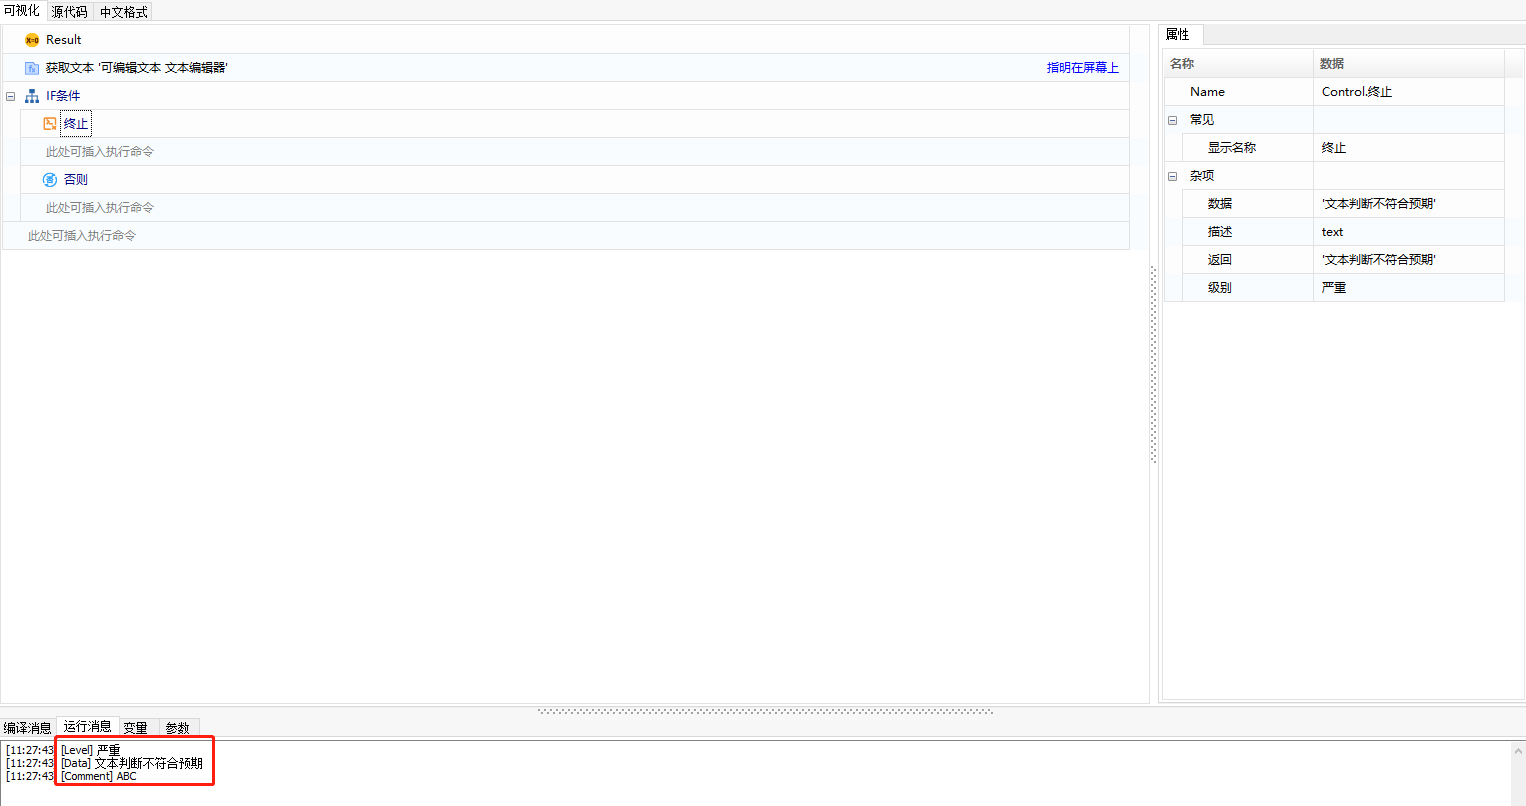 可视化 源代码 中文格式
Result
获取文本 '可编辑文本 文本编辑器' 指明在屏幕上
IF条件
终止
此处可插入执行命令
否则
此处可插入执行命令
此处可插入执行命令
属性
名称 数据
Name Control.终止
常见
显示名称 终止
杂项
数据 '文本判断不符合预期'
描述 text
返回 '文本判断不符合预期'
级别 严重
编译消息 运行消息 变量 参数
[11:27:43] [Level] 严重
[11:27:43] [Data] 文本判断不符合预期
[11:27:43] [Comment] ABC